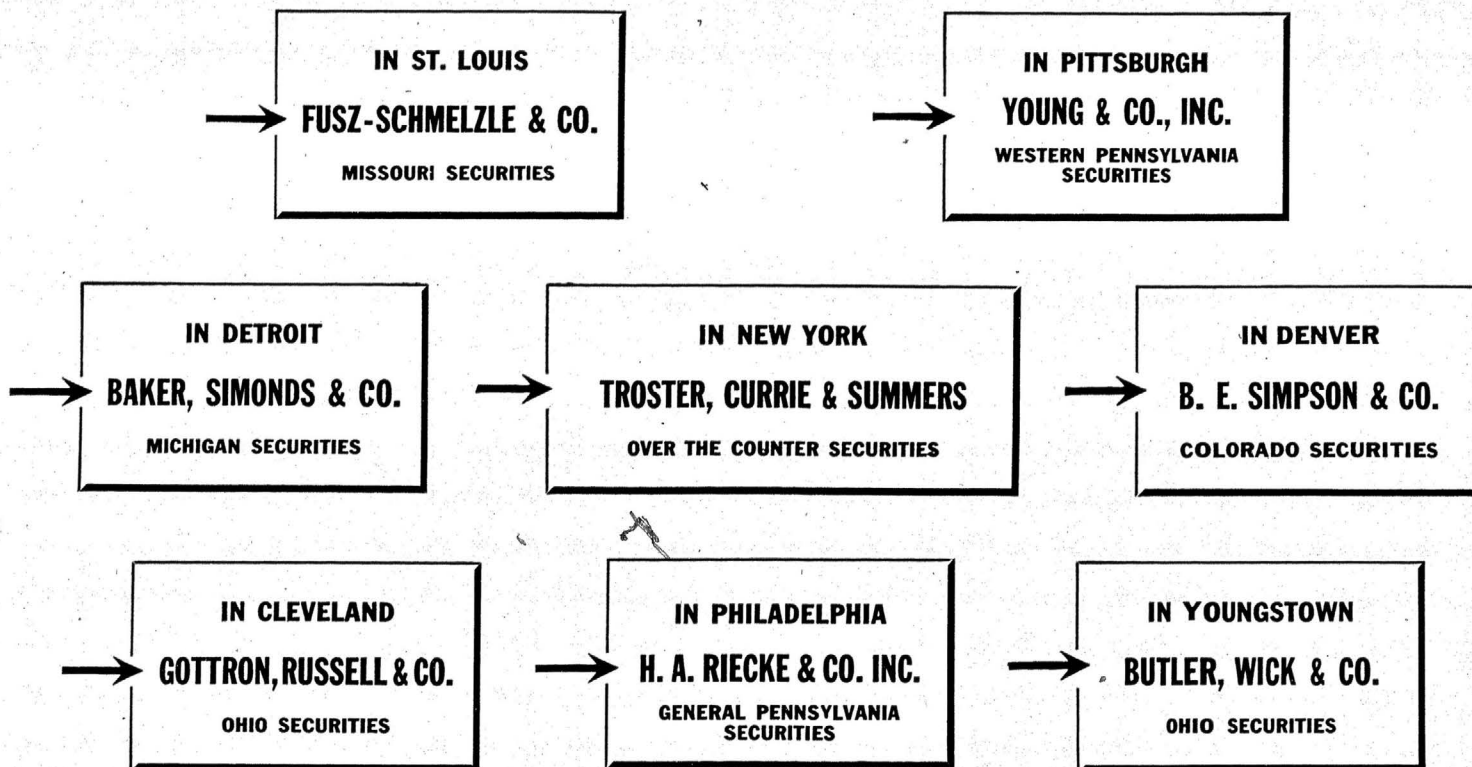 IN ST. LOUIS
FUSZ-SCHMELZLE & CO.
MISSOURI SECURITIES
IN PITTSBURGH
YOUNG & CO., INC.
WESTERN PENNSYLVANIA
SECURITIES
IN DETROIT
BAKER, SIMONDS & CO.
MICHIGAN SECURITIES
IN NEW YORK
TROSTER, CURRIE & SUMMERS
OVER THE COUNTER SECURITIES
IN DENVER
B. E. SIMPSON & CO.
COLORADO SECURITIES
IN CLEVELAND
GOTTRON, RUSSELL & CO.
OHIO SECURITIES
IN PHILADELPHIA
H. A. RIECKE & CO. INC.
GENERAL PENNSYLVANIA
SECURITIES
IN YOUNGSTOWN
BUTLER, WICK & CO.
OHIO SECURITIES